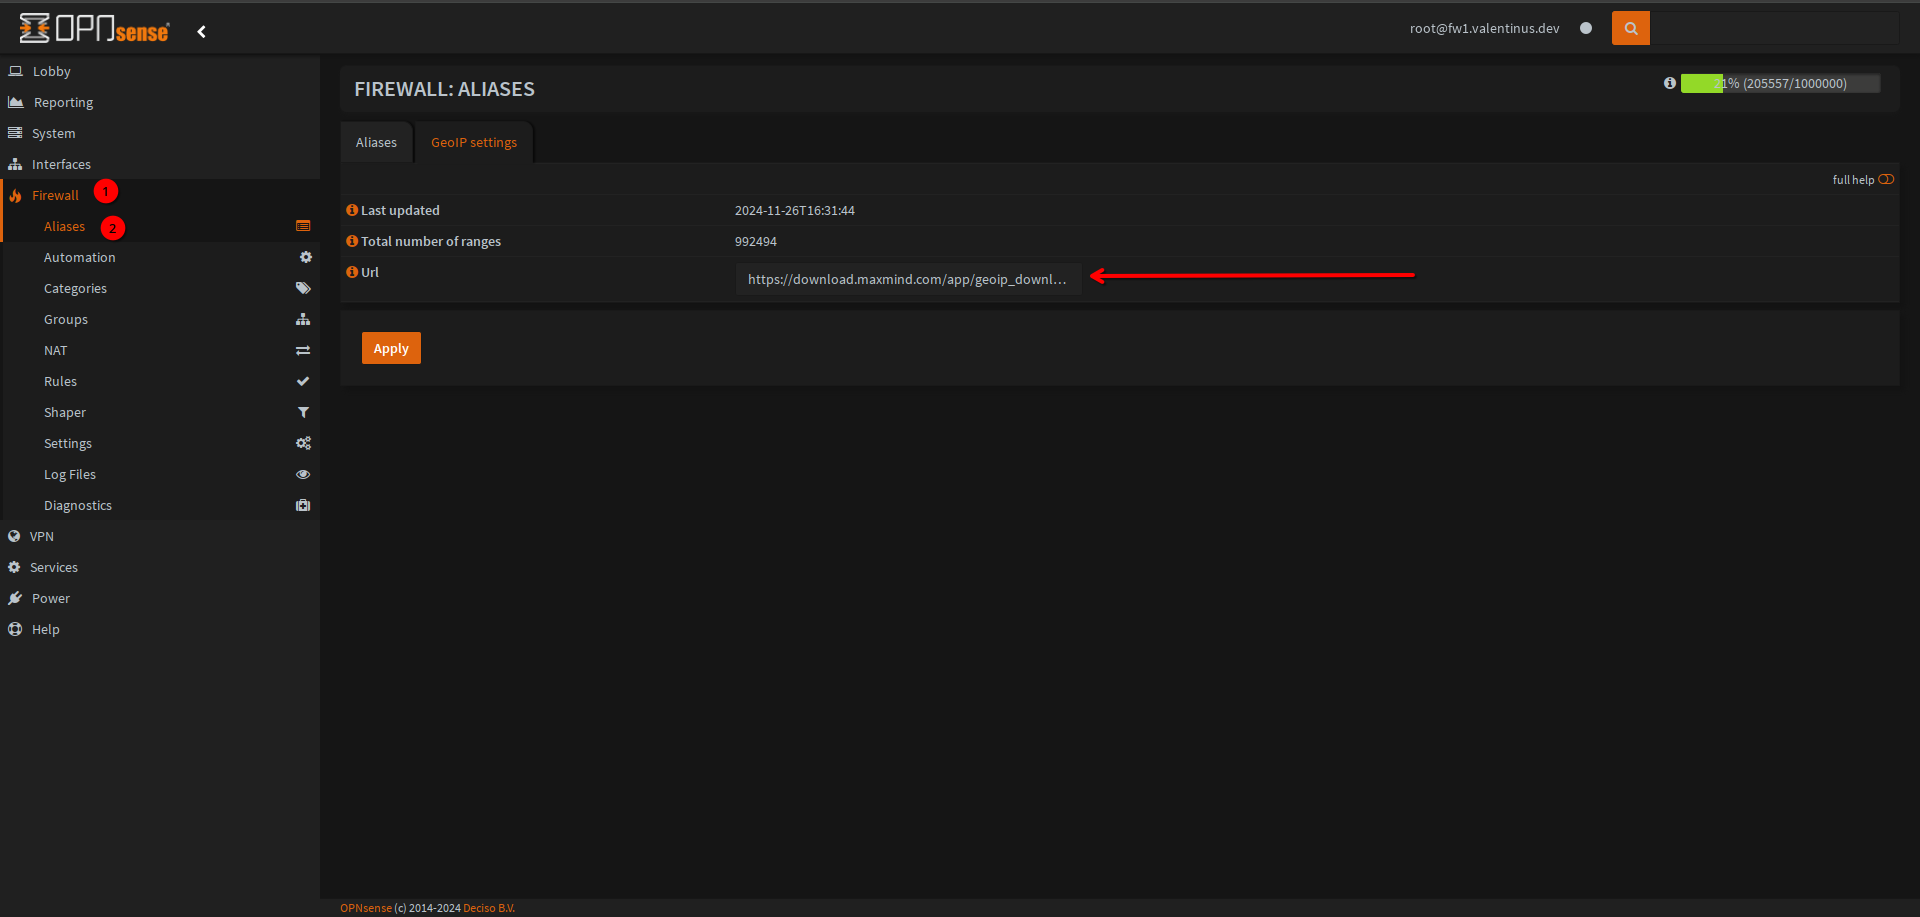 OPNsense
root@fw1.valentinus.dev
Lobby
Reporting
System
Interfaces
Firewall 1
Aliases 2
Automation
Categories
Groups
NAT
Rules
Shaper
Settings
Log Files
Diagnostics
VPN
Services
Power
Help
FIREWALL: ALIASES
21% (205557/1000000)
Aliases
GeoIP settings
full help
Last updated 2024-11-26T16:31:44
Total number of ranges 992494
Url https://download.maxmind.com/app/geoip_downl...
Apply
OPNsense (c) 2014-2024 Deciso B.V.